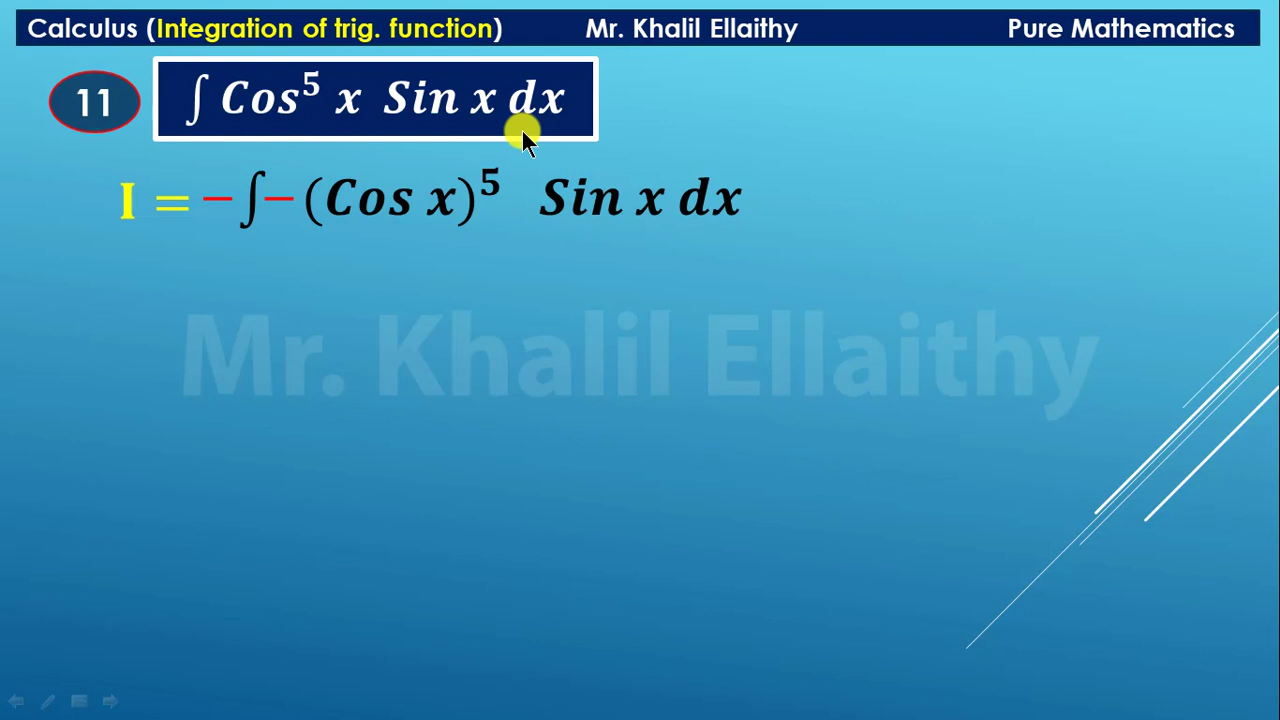 Calculus (Integration of trig. function) Mr. Khalil Ellaithy Pure Mathematics
11 ∫ Cos⁵ x Sin x dx
I = − ∫ − (Cos x)⁵ Sin x dx
Mr. Khalil Ellaithy